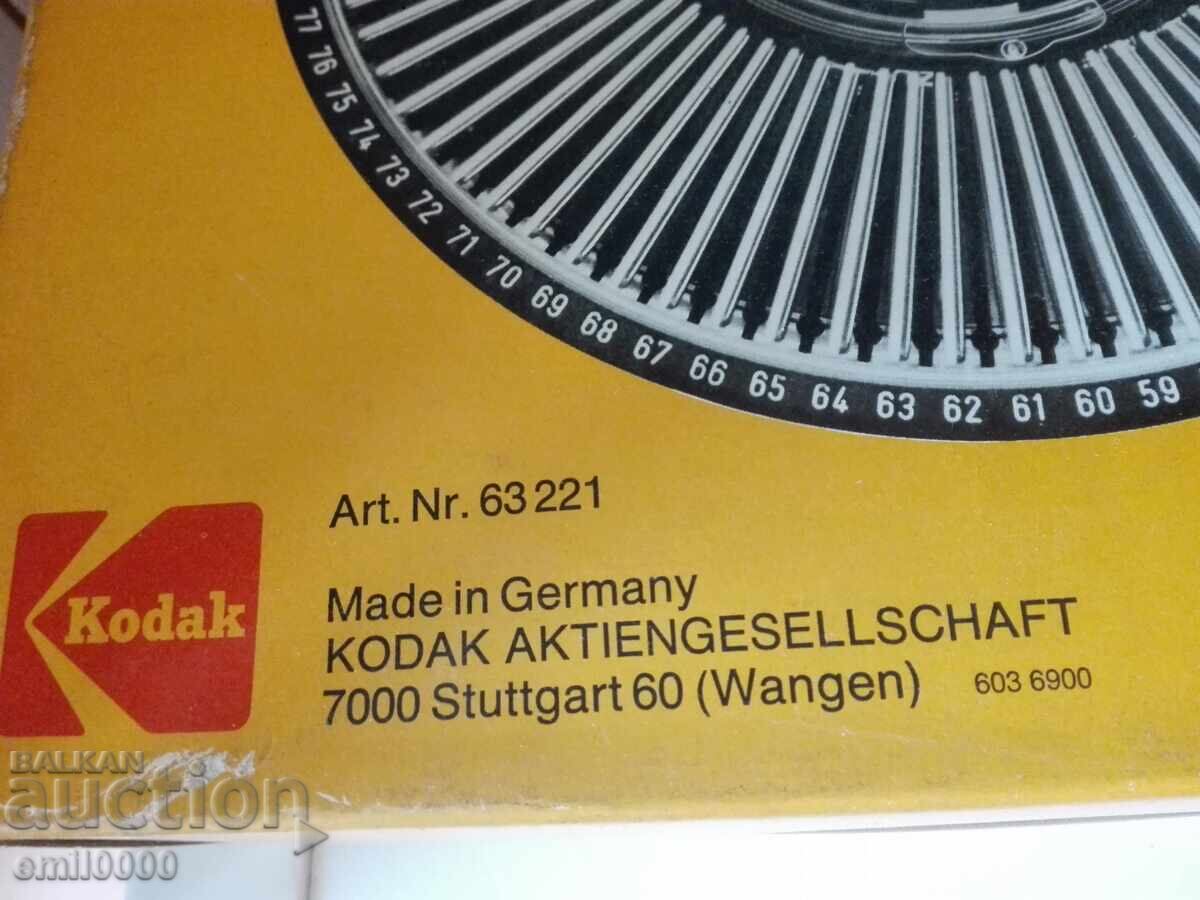 77 76 75 74 73 72 71 70 69 68 67 66 65 64 63 62 61 60 59
Art. Nr. 63 221
Kodak
Made in Germany
KODAK AKTIENGESELLSCHAFT
7000 Stuttgart 60 (Wangen) 603 6900
BALKAN
auction
emil0000